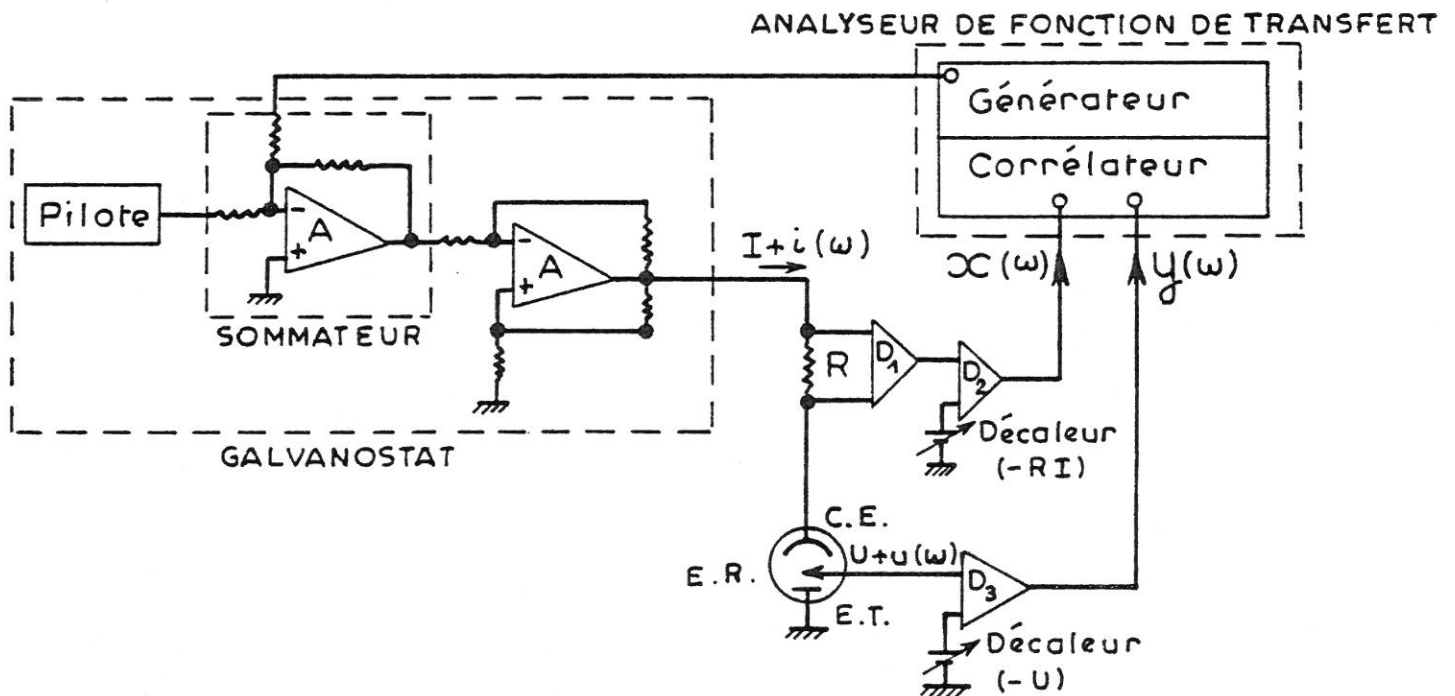 ANALYSEUR DE FONCTION DE TRANSFERT
Générateur
Corrélateur
Pilote
-
A
+
SOMMATEUR
-
A
+
GALVANOSTAT
I+i(ω)
x(ω)
y(ω)
R
D1
D2
Décaleur
(-RI)
C.E.
U+u(ω)
E.R.
E.T.
D3
Décaleur
(-U)